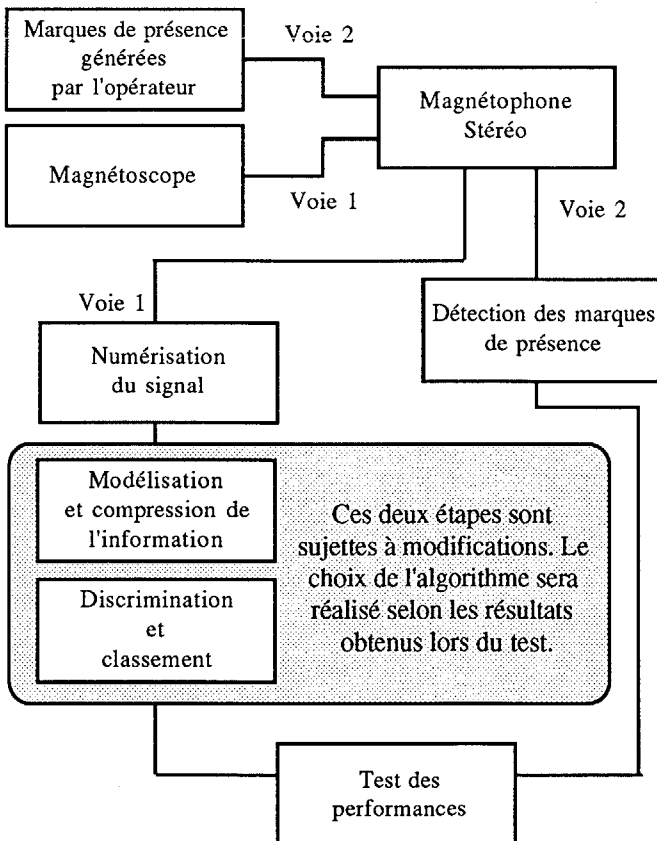 Marques de présence
générées
par l'opérateur
Voie 2
Magnétophone
Stéréo
Magnétoscope
Voie 1
Voie 2
Voie 1
Détection des marques
de présence
Numérisation
du signal
Modélisation
et compression de
l'information
Ces deux étapes sont
sujettes à modifications. Le
choix de l'algorithme sera
réalisé selon les résultats
obtenus lors du test.
Discrimination
et
classement
Test des
performances